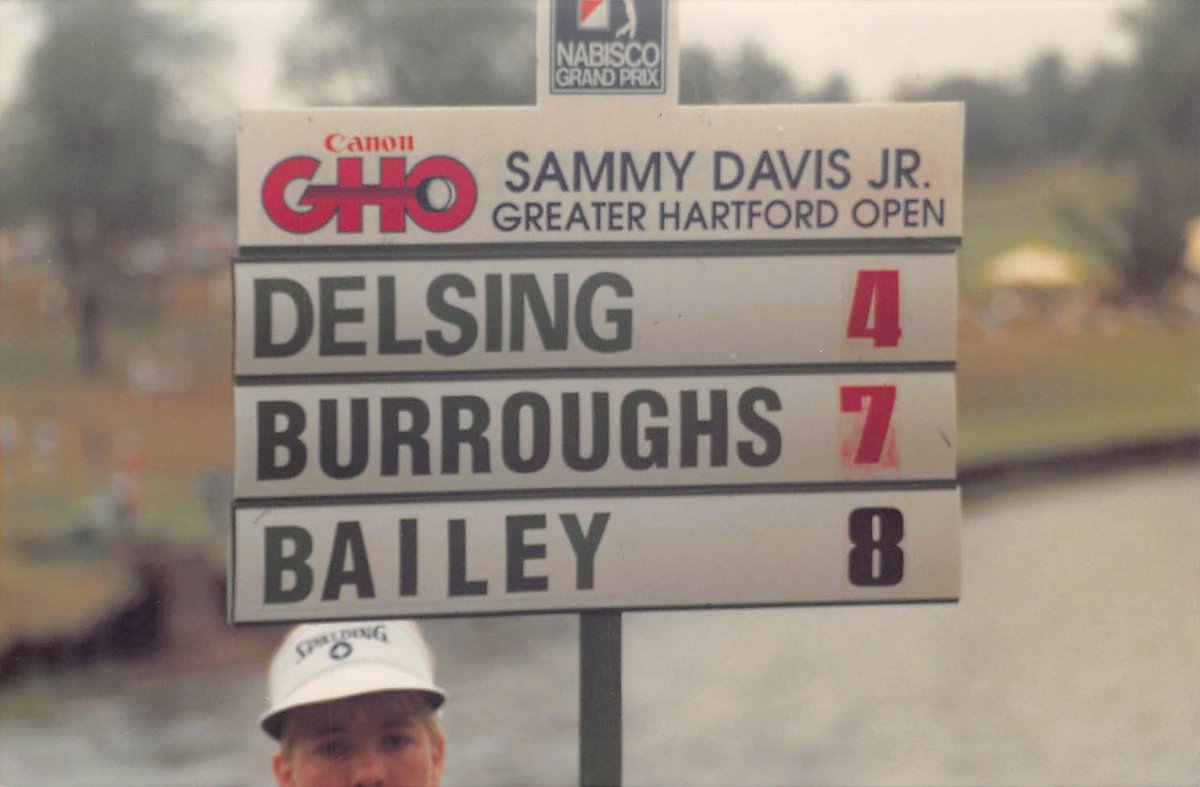 NABISCO
GRAND PRIX
Canon
GHO
SAMMY DAVIS JR.
GREATER HARTFORD OPEN
DELSING 4
BURROUGHS 7
BAILEY 8
SPALDING